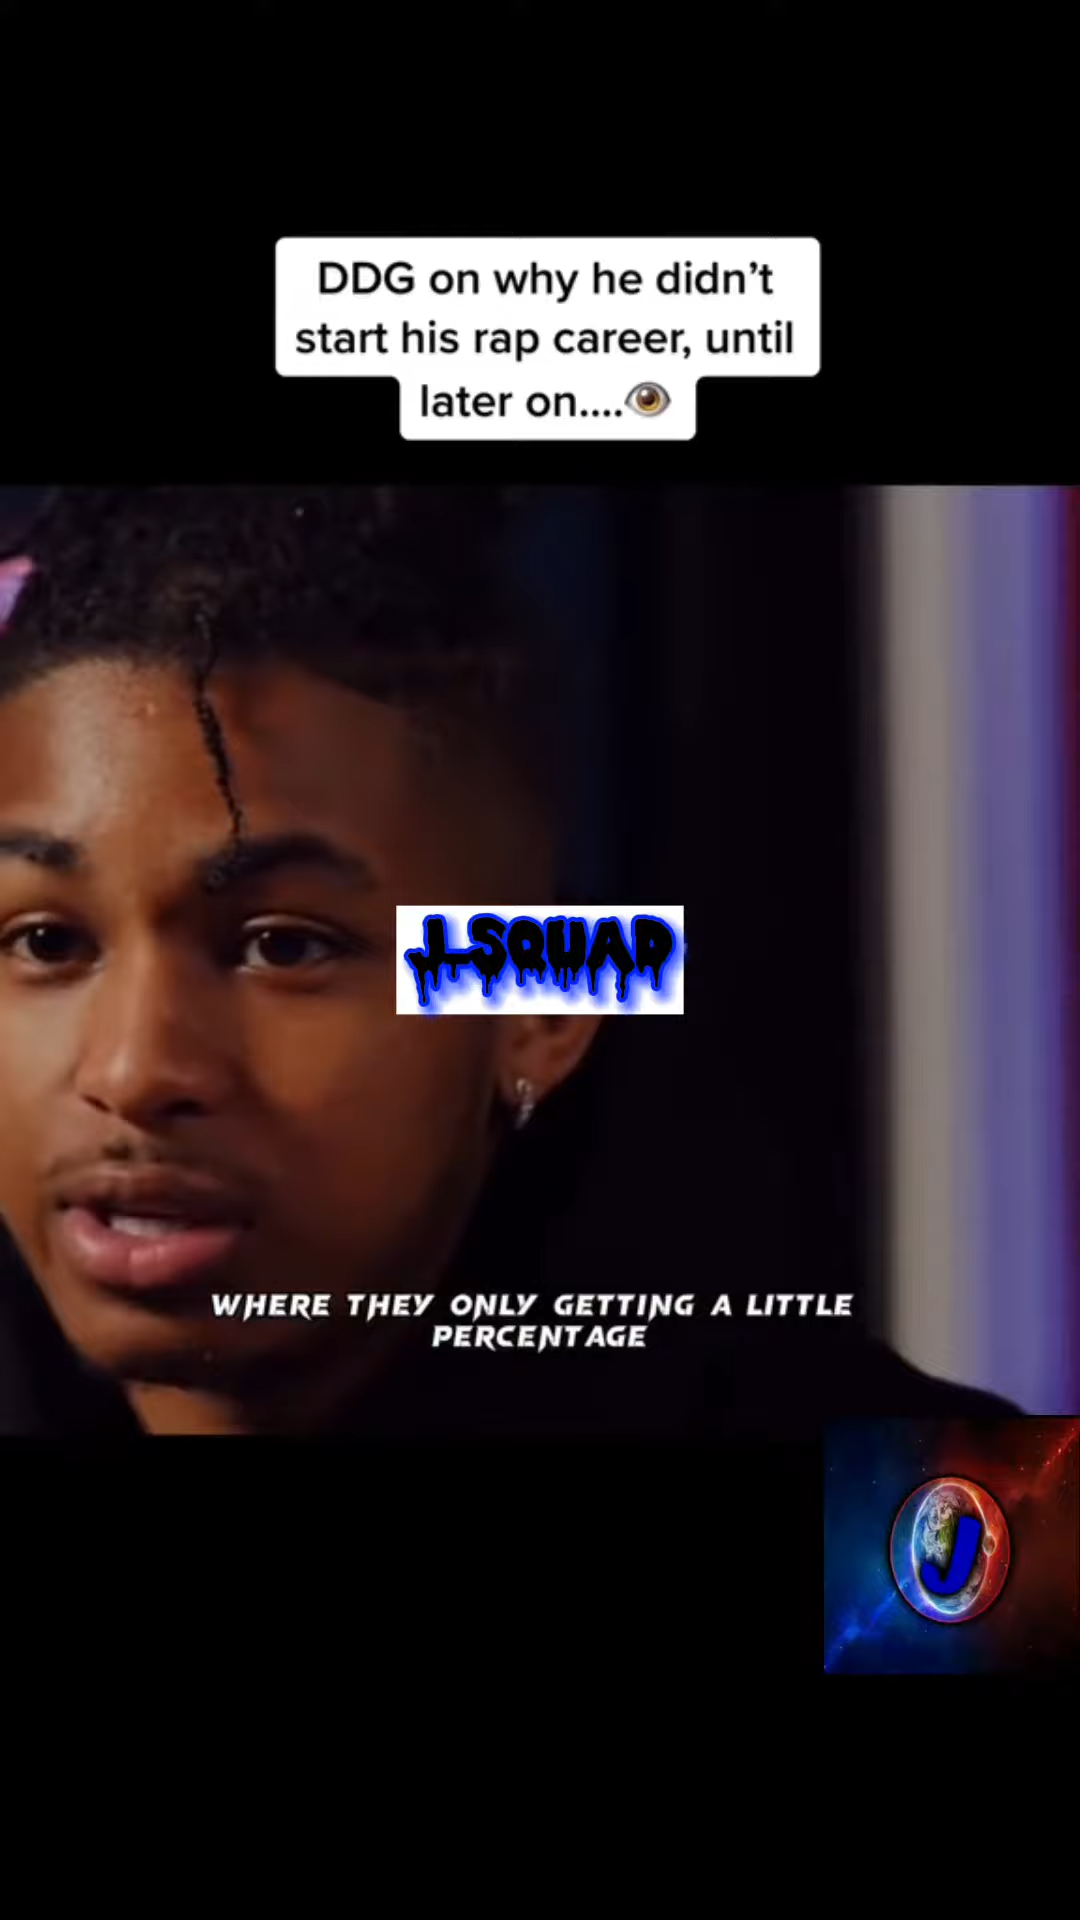 DDG on why he didn’t
start his rap career, until
later on....👁
J-SQUAD
WHERE THEY ONLY GETTING A LITTLE
PERCENTAGE
J